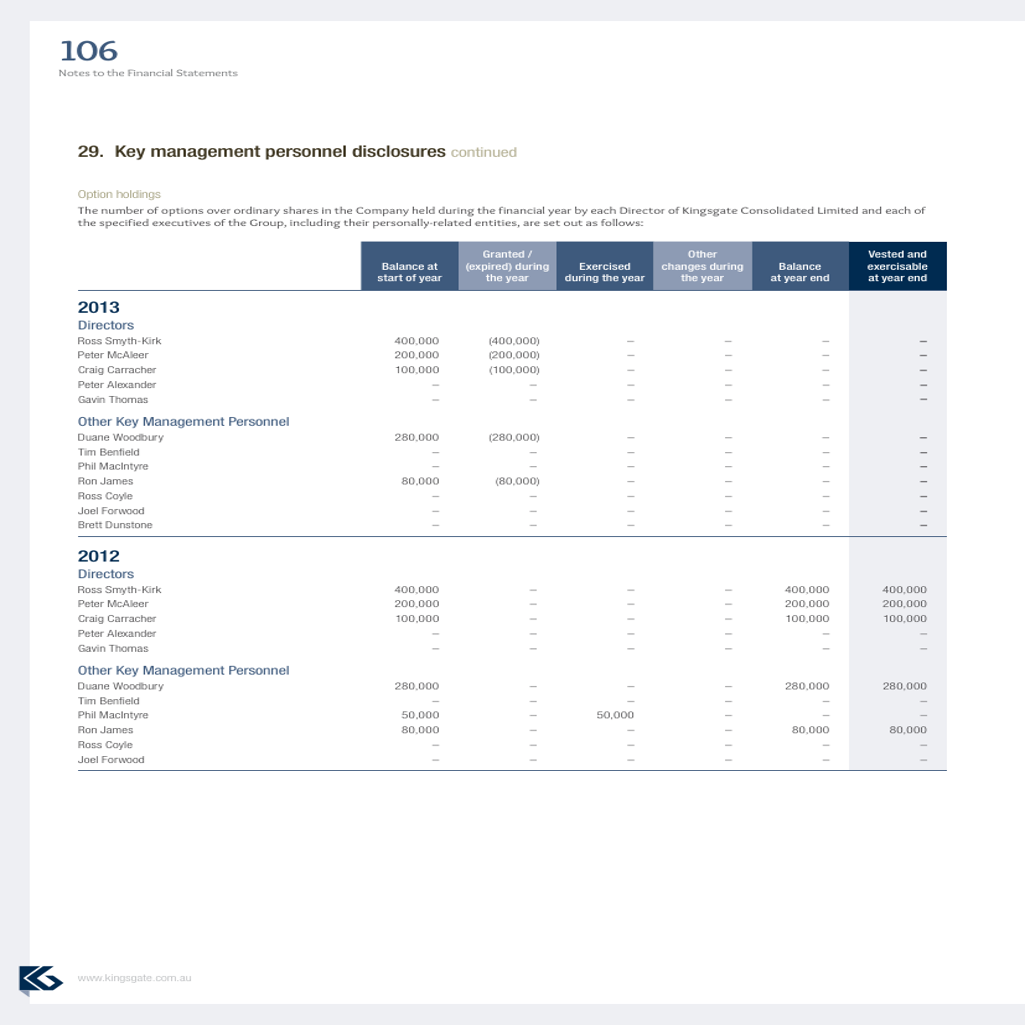 106
Notes to the Financial Statements
29. Key management personnel disclosures continued
Option holdings
The number of options over ordinary shares in the Company held during the financial year by each Director of Kingsgate Consolidated Limited and each of
the specified executives of the Group, including their personally-related entities, are set out as follows:
Balance at start of year | Granted / (expired) during the year | Exercised during the year | Other changes during the year | Balance at year end | Vested and exercisable at year end
2013
Directors
Ross Smyth-Kirk 400,000 (400,000) – – – –
Peter McAleer 200,000 (200,000) – – – –
Craig Carracher 100,000 (100,000) – – – –
Peter Alexander – – – – – –
Gavin Thomas – – – – – –
Other Key Management Personnel
Duane Woodbury 280,000 (280,000) – – – –
Tim Benfield – – – – – –
Phil MacIntyre – – – – – –
Ron James 80,000 (80,000) – – – –
Ross Coyle – – – – – –
Joel Forwood – – – – – –
Brett Dunstone – – – – – –
2012
Directors
Ross Smyth-Kirk 400,000 – – – 400,000 400,000
Peter McAleer 200,000 – – – 200,000 200,000
Craig Carracher 100,000 – – – 100,000 100,000
Peter Alexander – – – – – –
Gavin Thomas – – – – – –
Other Key Management Personnel
Duane Woodbury 280,000 – – – 280,000 280,000
Tim Benfield – – – – – –
Phil MacIntyre 50,000 – 50,000 – – –
Ron James 80,000 – – – 80,000 80,000
Ross Coyle – – – – – –
Joel Forwood – – – – – –
www.kingsgate.com.au